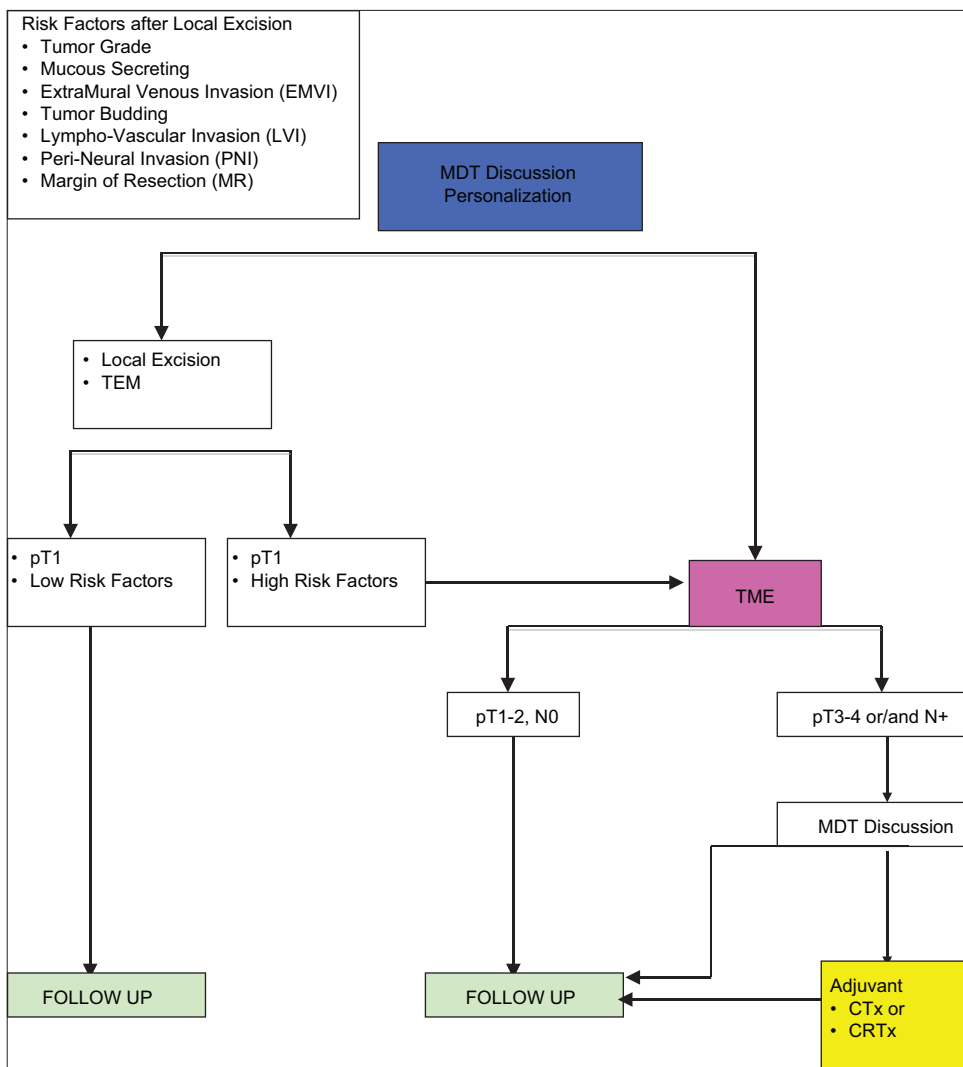 Risk Factors after Local Excision
• Tumor Grade
• Mucous Secreting
• ExtraMural Venous Invasion (EMVI)
• Tumor Budding
• Lympho-Vascular Invasion (LVI)
• Peri-Neural Invasion (PNI)
• Margin of Resection (MR)
MDT Discussion
Personalization
• Local Excision
• TEM
• pT1
• Low Risk Factors
• pT1
• High Risk Factors
TME
pT1-2, N0
pT3-4 or/and N+
MDT Discussion
FOLLOW UP
FOLLOW UP
Adjuvant
• CTx or
• CRTx